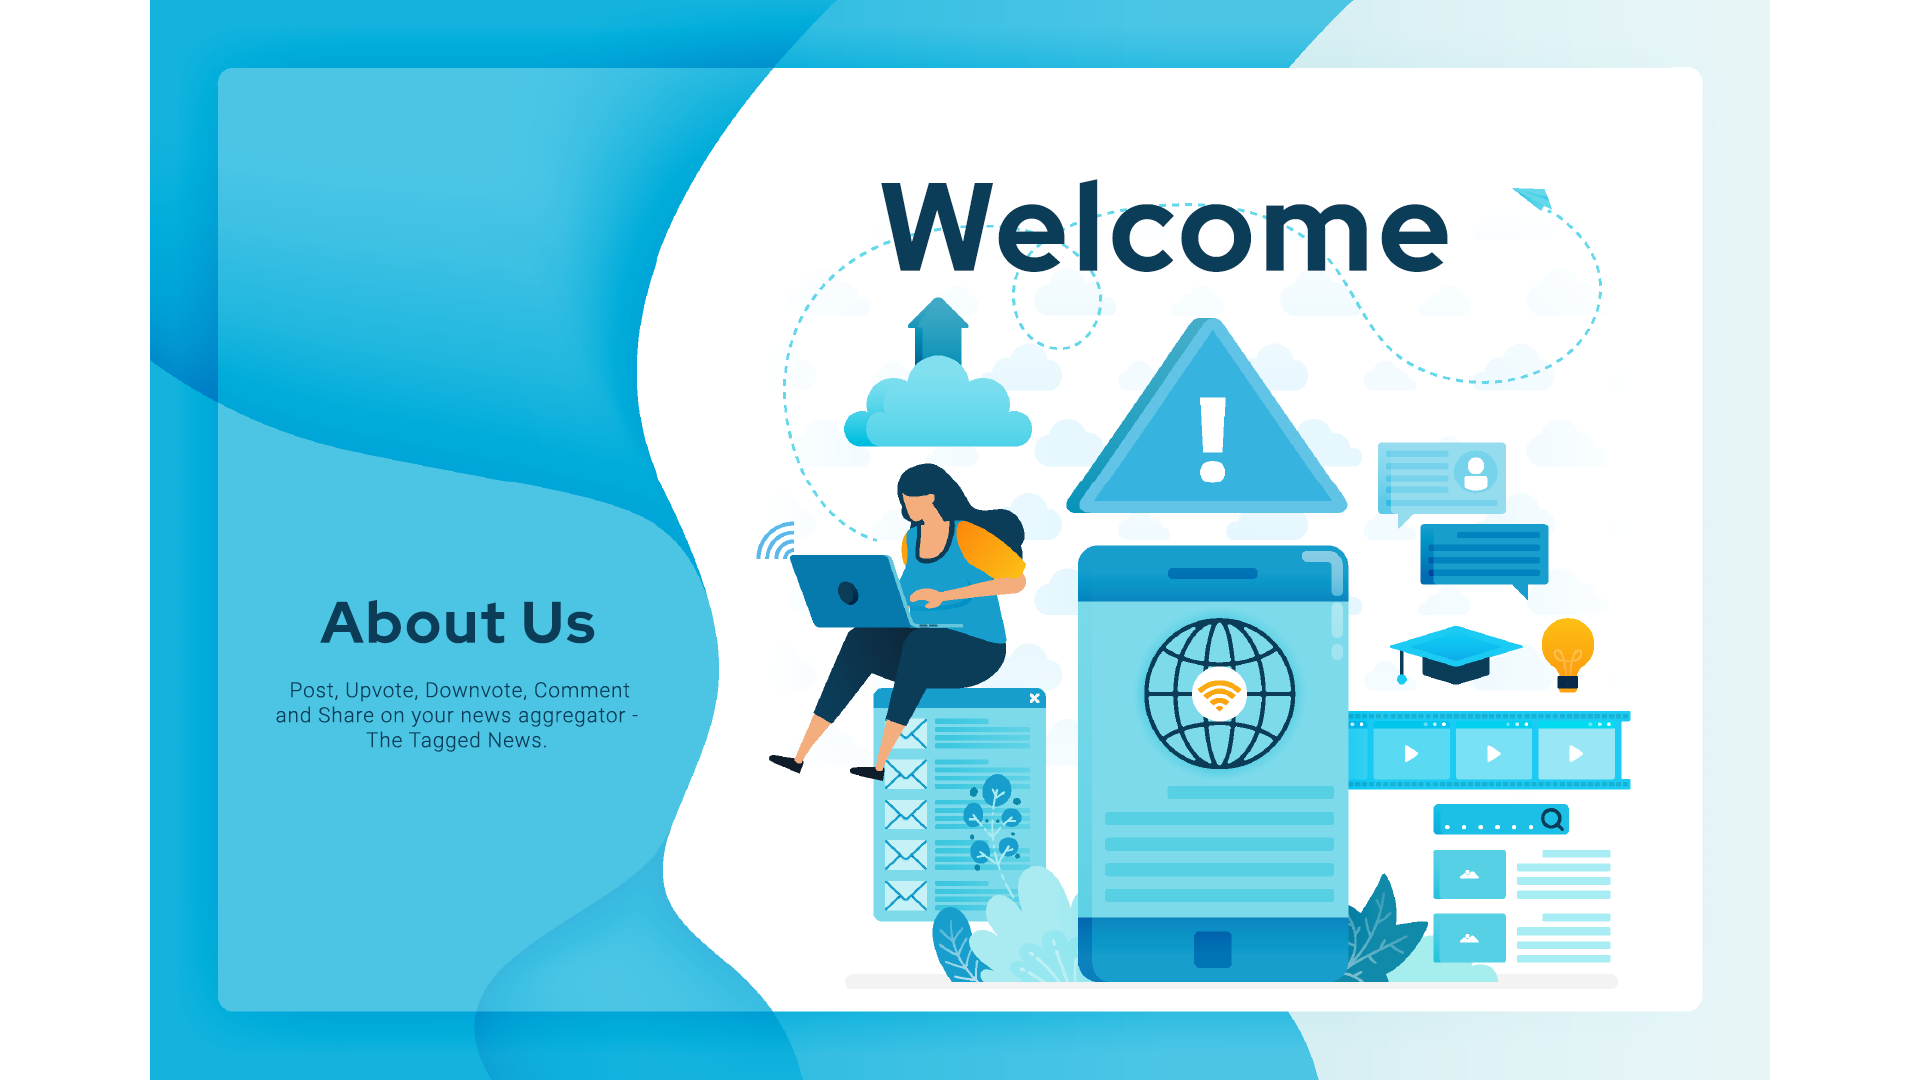 Welcome
About Us
Post, Upvote, Downvote, Comment
and Share on your news aggregator -
The Tagged News.